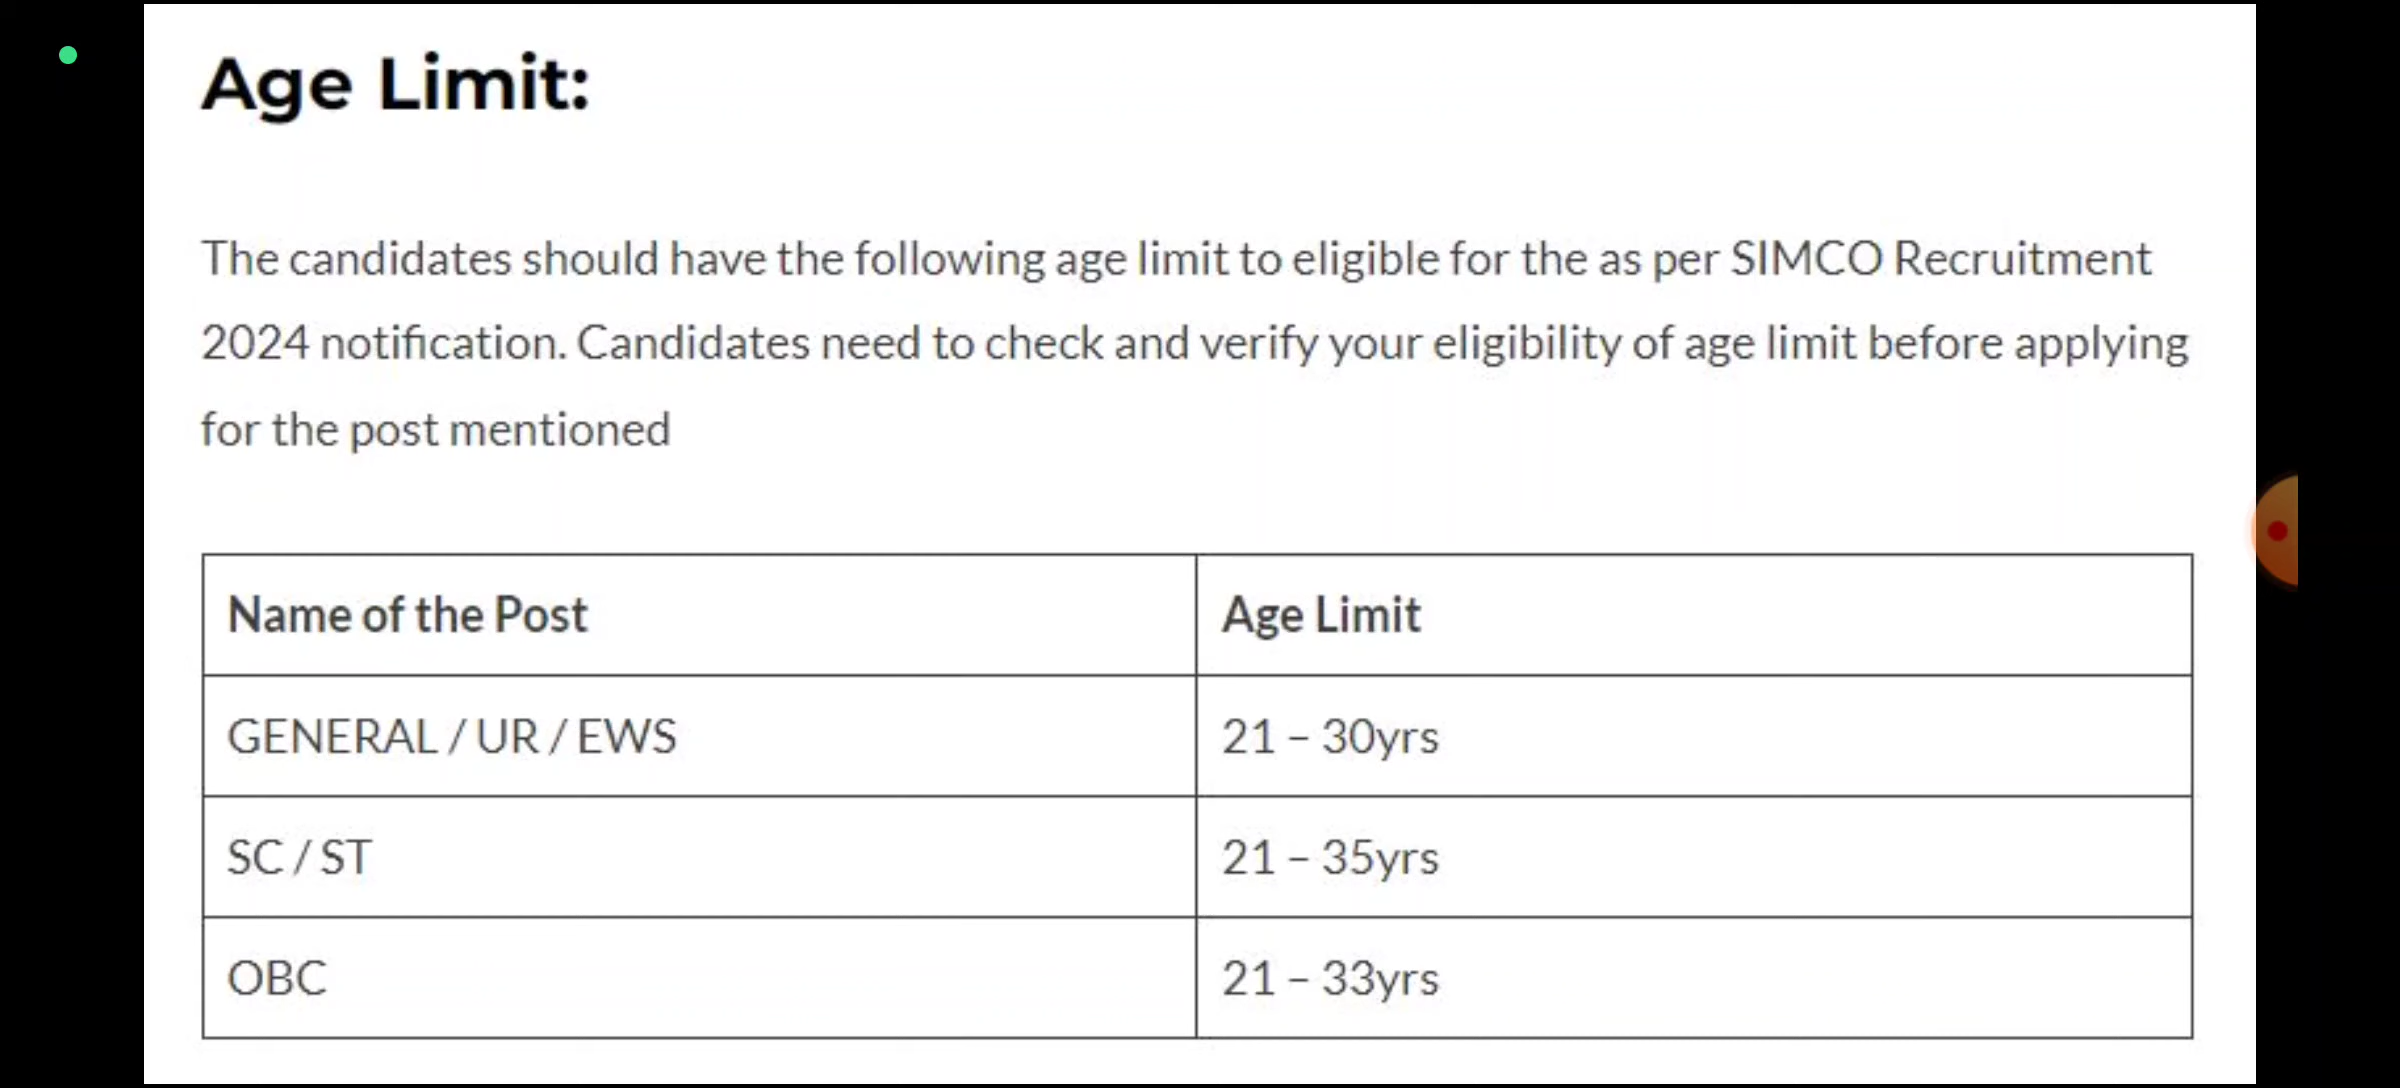 Age Limit:
The candidates should have the following age limit to eligible for the as per SIMCO Recruitment
2024 notification. Candidates need to check and verify your eligibility of age limit before applying
for the post mentioned
Name of the Post Age Limit
GENERAL / UR / EWS 21 – 30yrs
SC / ST 21 – 35yrs
OBC 21 – 33yrs